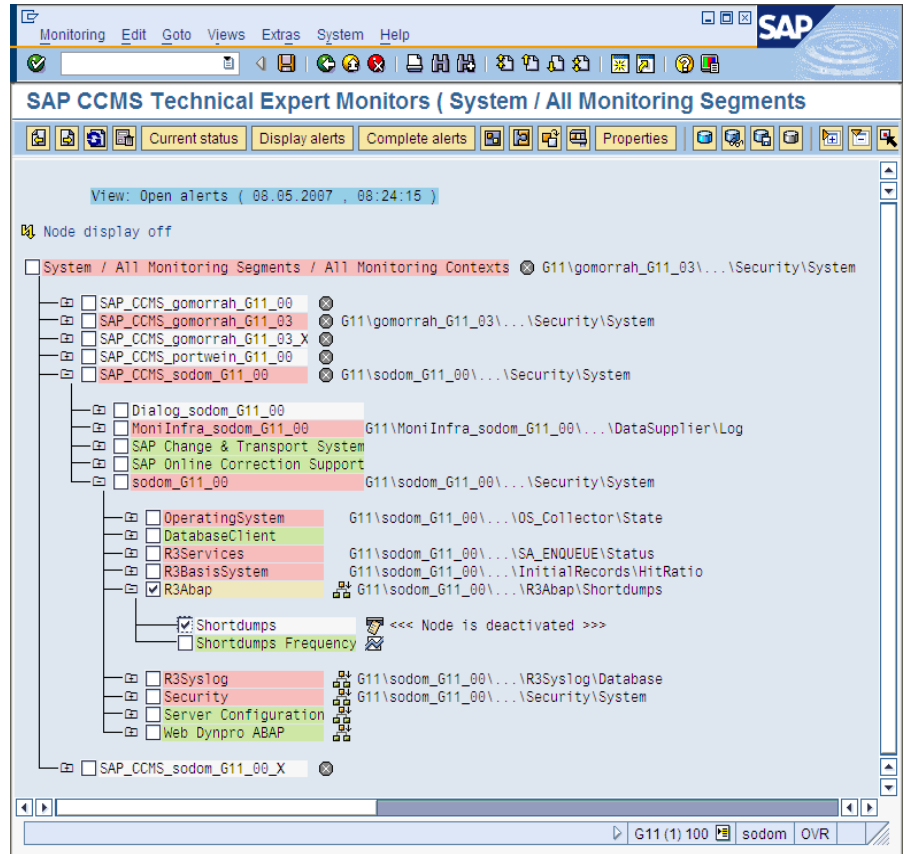 Monitoring Edit Goto Views Extras System Help
SAP
SAP CCMS Technical Expert Monitors ( System / All Monitoring Segments
Current status Display alerts Complete alerts Properties
View: Open alerts ( 08.05.2007 , 08:24:15 )
Node display off
System / All Monitoring Segments / All Monitoring Contexts G11\gomorrah_G11_03\...\Security\System
SAP_CCMS_gomorrah_G11_00
SAP_CCMS_gomorrah_G11_03 G11\gomorrah_G11_03\...\Security\System
SAP_CCMS_gomorrah_G11_03_X
SAP_CCMS_portwein_G11_00
SAP_CCMS_sodom_G11_00 G11\sodom_G11_00\...\Security\System
Dialog_sodom_G11_00
MoniInfra_sodom_G11_00 G11\MoniInfra_sodom_G11_00\...\DataSupplier\Log
SAP Change & Transport System
SAP Online Correction Support
sodom_G11_00 G11\sodom_G11_00\...\Security\System
OperatingSystem G11\sodom_G11_00\...\OS_Collector\State
DatabaseClient
R3Services G11\sodom_G11_00\...\SA_ENQUEUE\Status
R3BasisSystem G11\sodom_G11_00\...\InitialRecords\HitRatio
R3Abap G11\sodom_G11_00\...\R3Abap\Shortdumps
Shortdumps <<< Node is deactivated >>>
Shortdumps Frequency
R3Syslog G11\sodom_G11_00\...\R3Syslog\Database
Security G11\sodom_G11_00\...\Security\System
Server Configuration
Web Dynpro ABAP
SAP_CCMS_sodom_G11_00_X
G11 (1) 100 sodom OVR